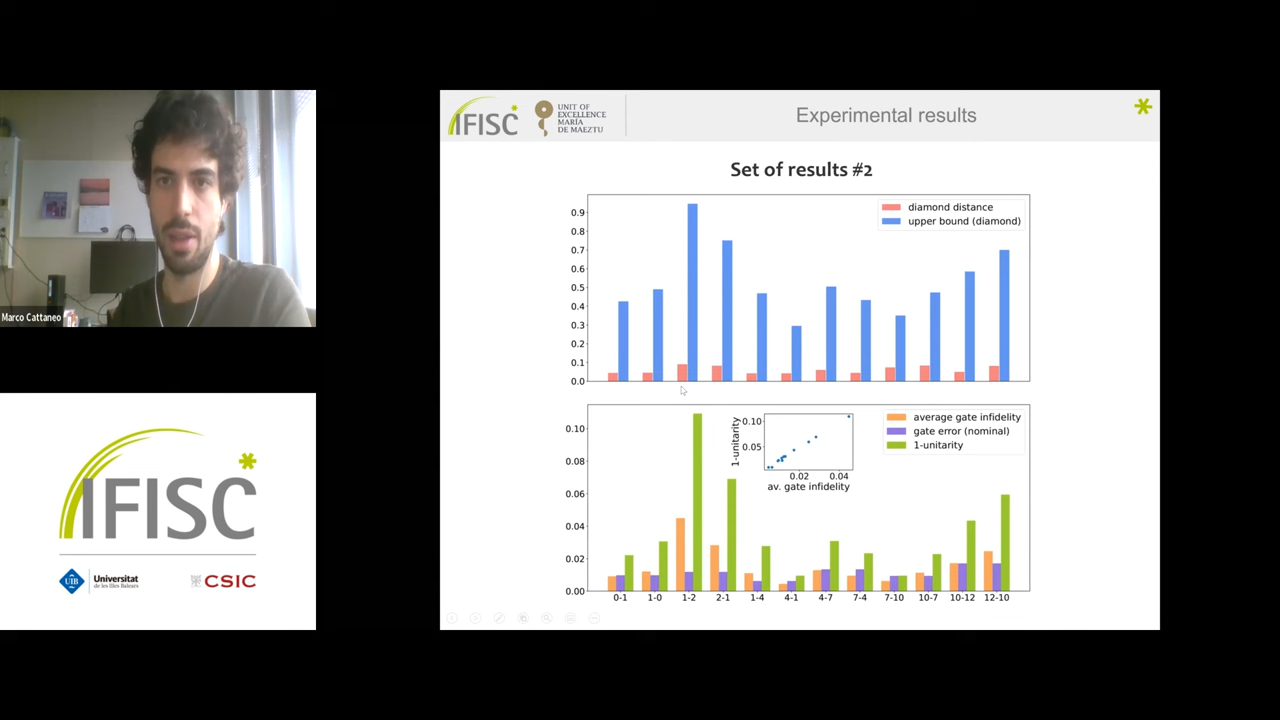 Marco Cattaneo
IFISC
Universitat
de les Illes Balears
CSIC
IFISC
UNIT OF
EXCELLENCE
MARÍA
DE MAEZTU
Experimental results
Set of results #2
diamond distance
upper bound (diamond)
0.9
0.8
0.7
0.6
0.5
0.4
0.3
0.2
0.1
0.0
average gate infidelity
gate error (nominal)
1-unitarity
0.10
0.08
0.06
0.04
0.02
0.00
1-unitarity
0.10
0.05
0.02 0.04
av. gate infidelity
0-1 1-0 1-2 2-1 1-4 4-1 4-7 7-4 7-10 10-7 10-12 12-10